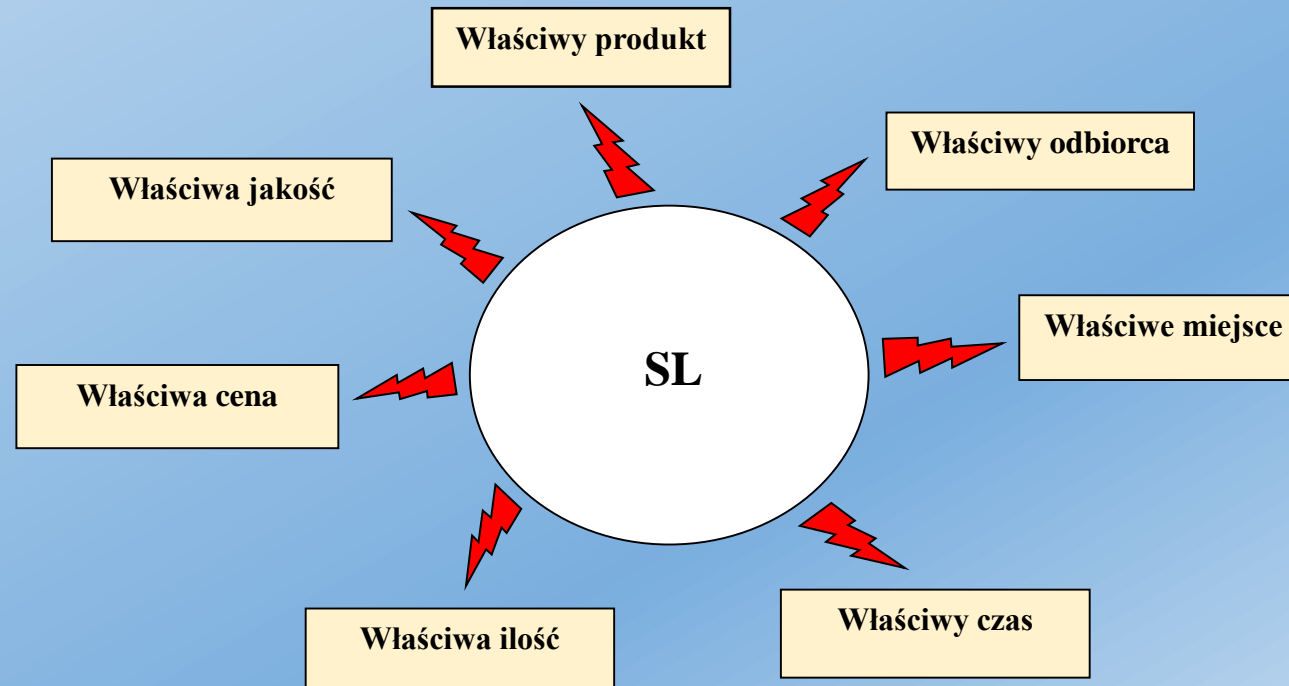 Właściwy produkt
Właściwy odbiorca
Właściwa jakość
Właściwe miejsce
SL
Właściwa cena
Właściwy czas
Właściwa ilość